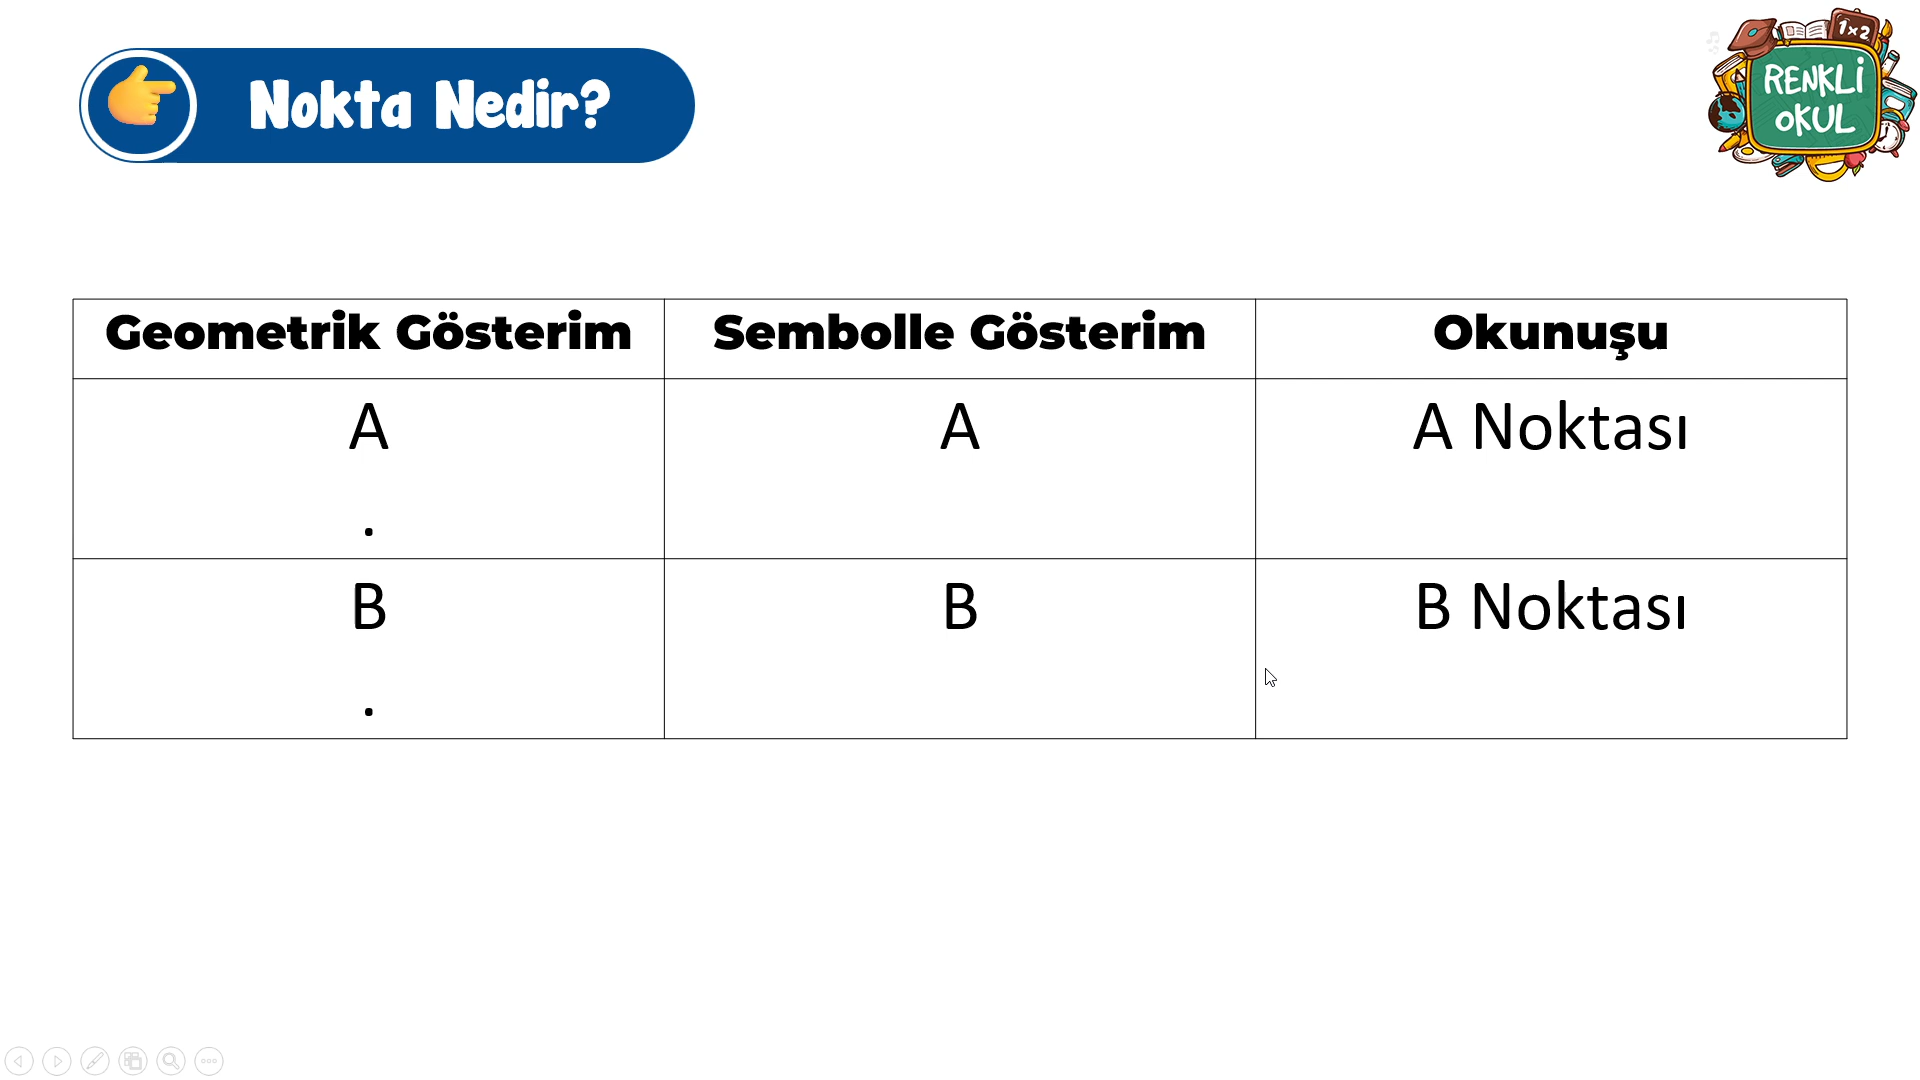 Nokta Nedir?
1x2
RENKLİ
OKUL
Geometrik Gösterim Sembolle Gösterim Okunuşu
A A A Noktası
.
B B B Noktası
.